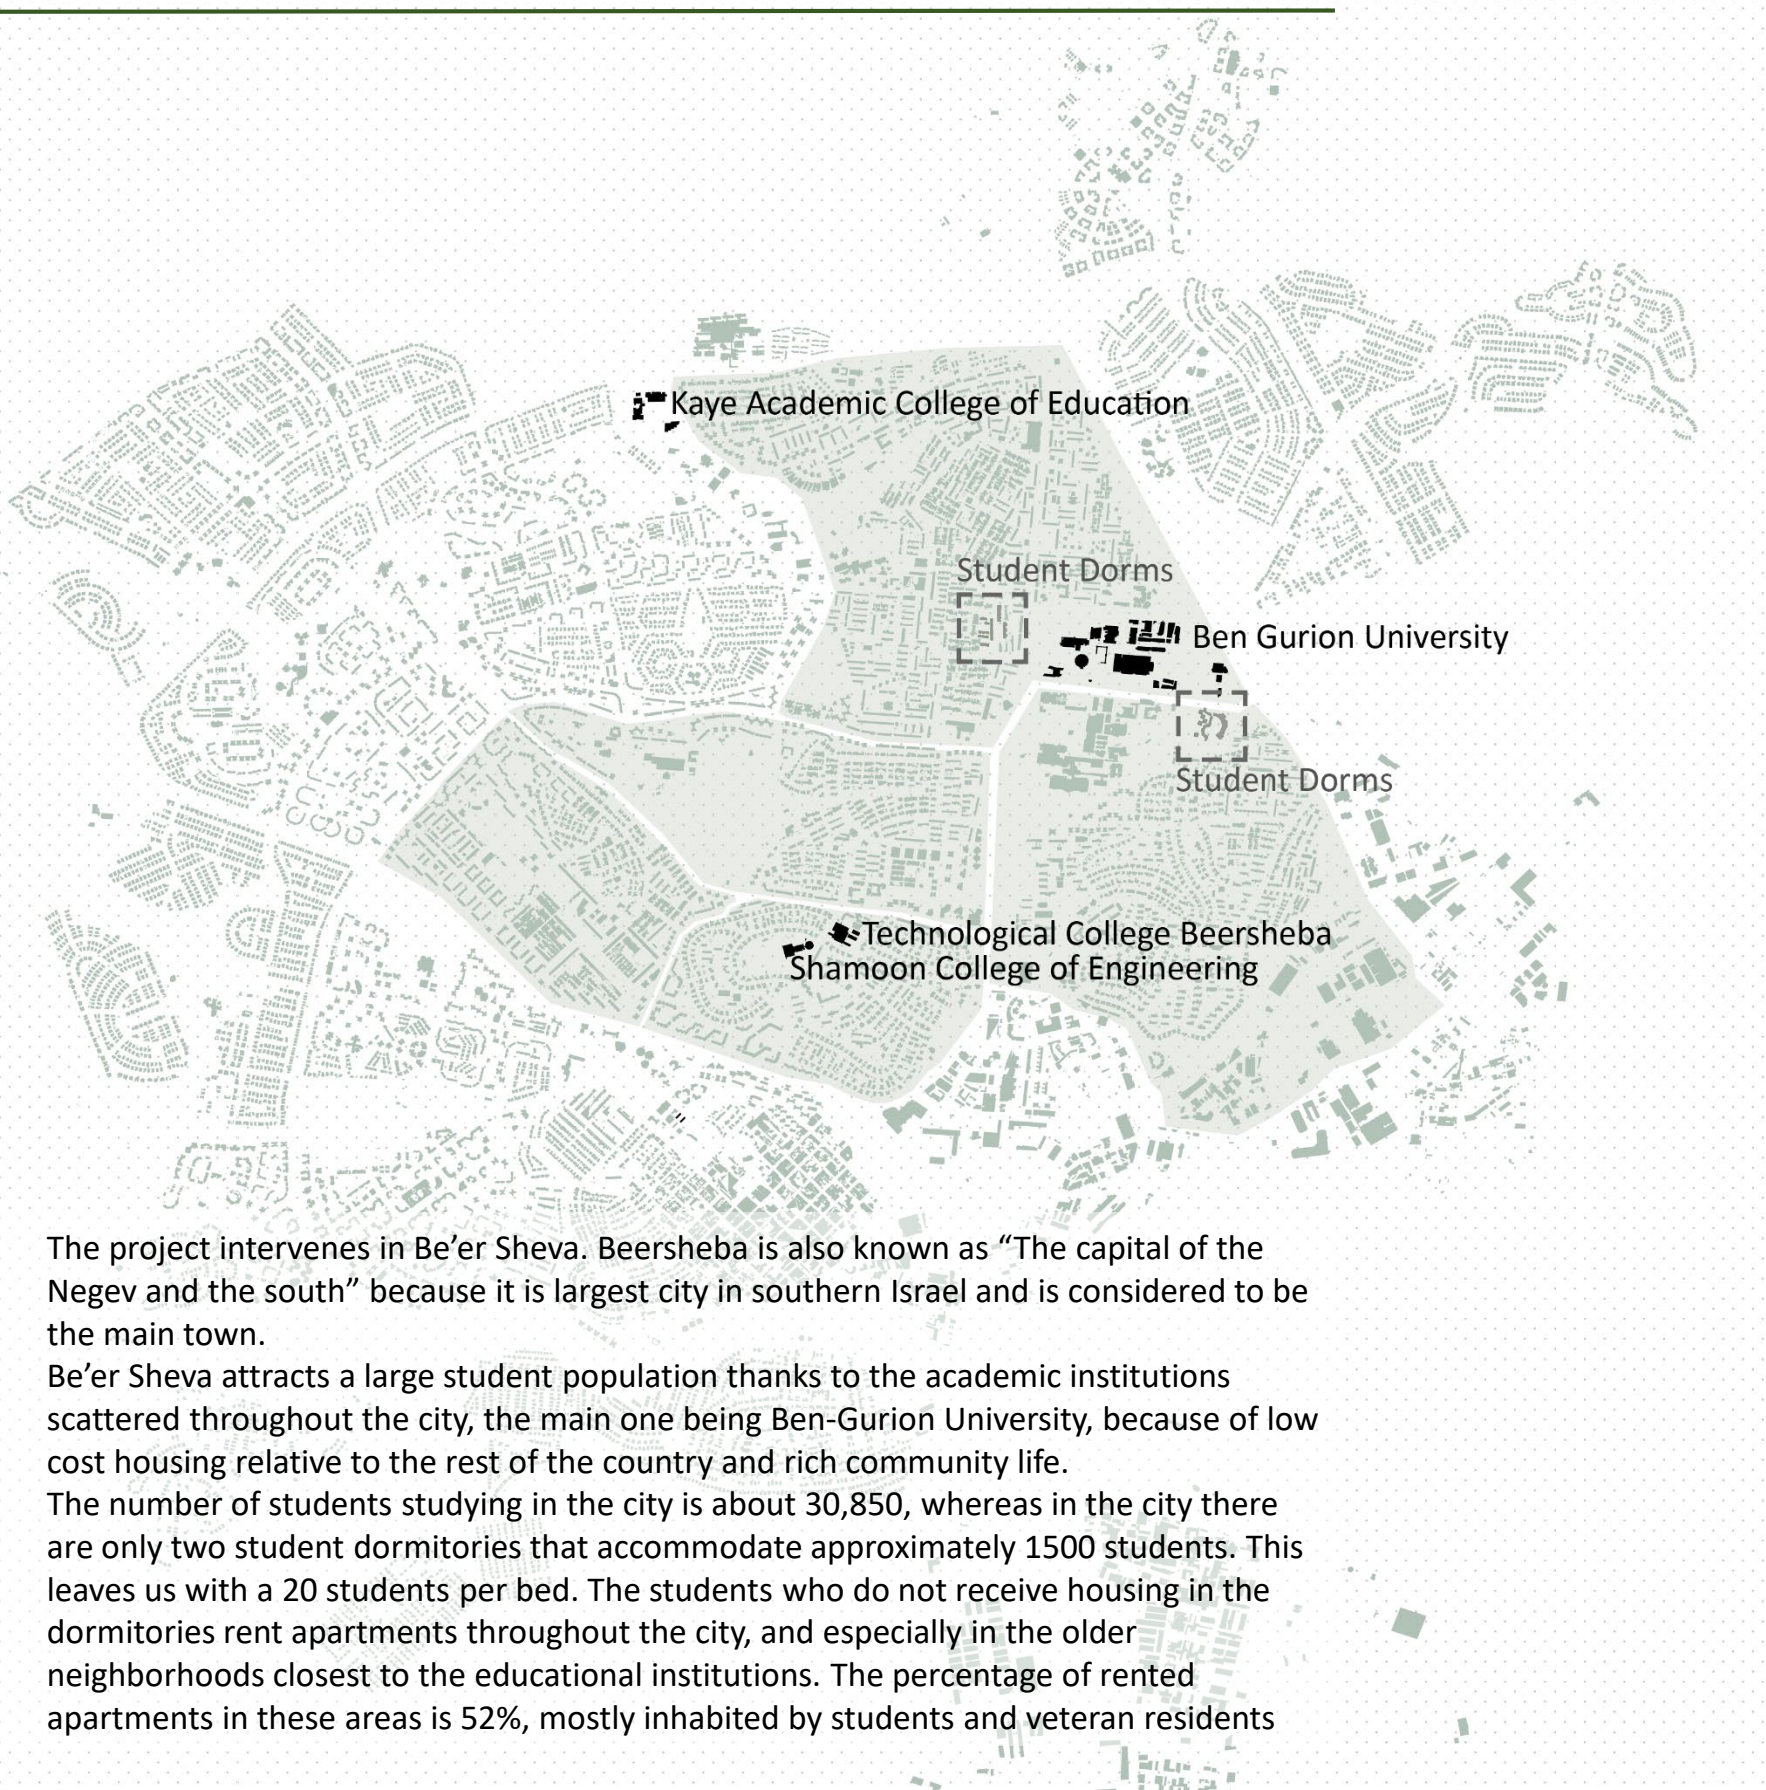 Kaye Academic College of Education
Student Dorms
Ben Gurion University
Student Dorms
Technological College Beersheba
Shamoon College of Engineering
The project intervenes in Be’er Sheva. Beersheba is also known as “The capital of the
Negev and the south” because it is largest city in southern Israel and is considered to be
the main town.
Be’er Sheva attracts a large student population thanks to the academic institutions
scattered throughout the city, the main one being Ben-Gurion University, because of low
cost housing relative to the rest of the country and rich community life.
The number of students studying in the city is about 30,850, whereas in the city there
are only two student dormitories that accommodate approximately 1500 students. This
leaves us with a 20 students per bed. The students who do not receive housing in the
dormitories rent apartments throughout the city, and especially in the older
neighborhoods closest to the educational institutions. The percentage of rented
apartments in these areas is 52%, mostly inhabited by students and veteran residents